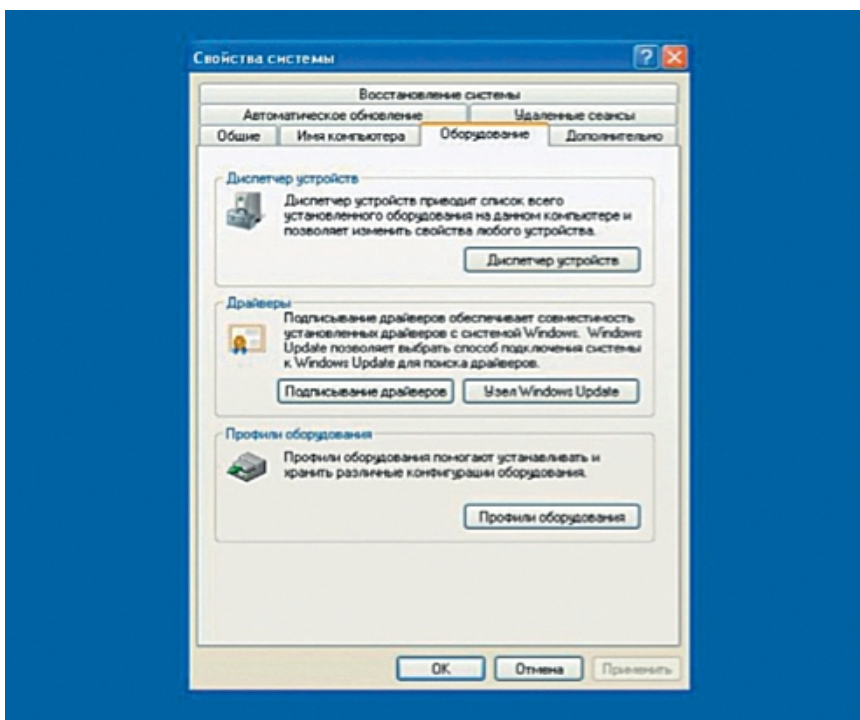 Свойства системы
Восстановление системы
Автоматическое обновление
Удаленные сеансы
Общие
Имя компьютера
Оборудование
Дополнительно
Диспетчер устройств
Диспетчер устройств приводит список всего
установленного оборудования на данном компьютере и
позволяет изменить свойства любого устройства.
Диспетчер устройств
Драйверы
Подписывание драйверов обеспечивает совместимость
установленных драйверов с системой Windows. Windows
Update позволяет выбрать способ подключения системы
к Windows Update для поиска драйверов.
Подписывание драйверов
Узел Windows Update
Профили оборудования
Профили оборудования помогают устанавливать и
хранить различные конфигурации оборудования.
Профили оборудования
ОК
Отмена
Применить